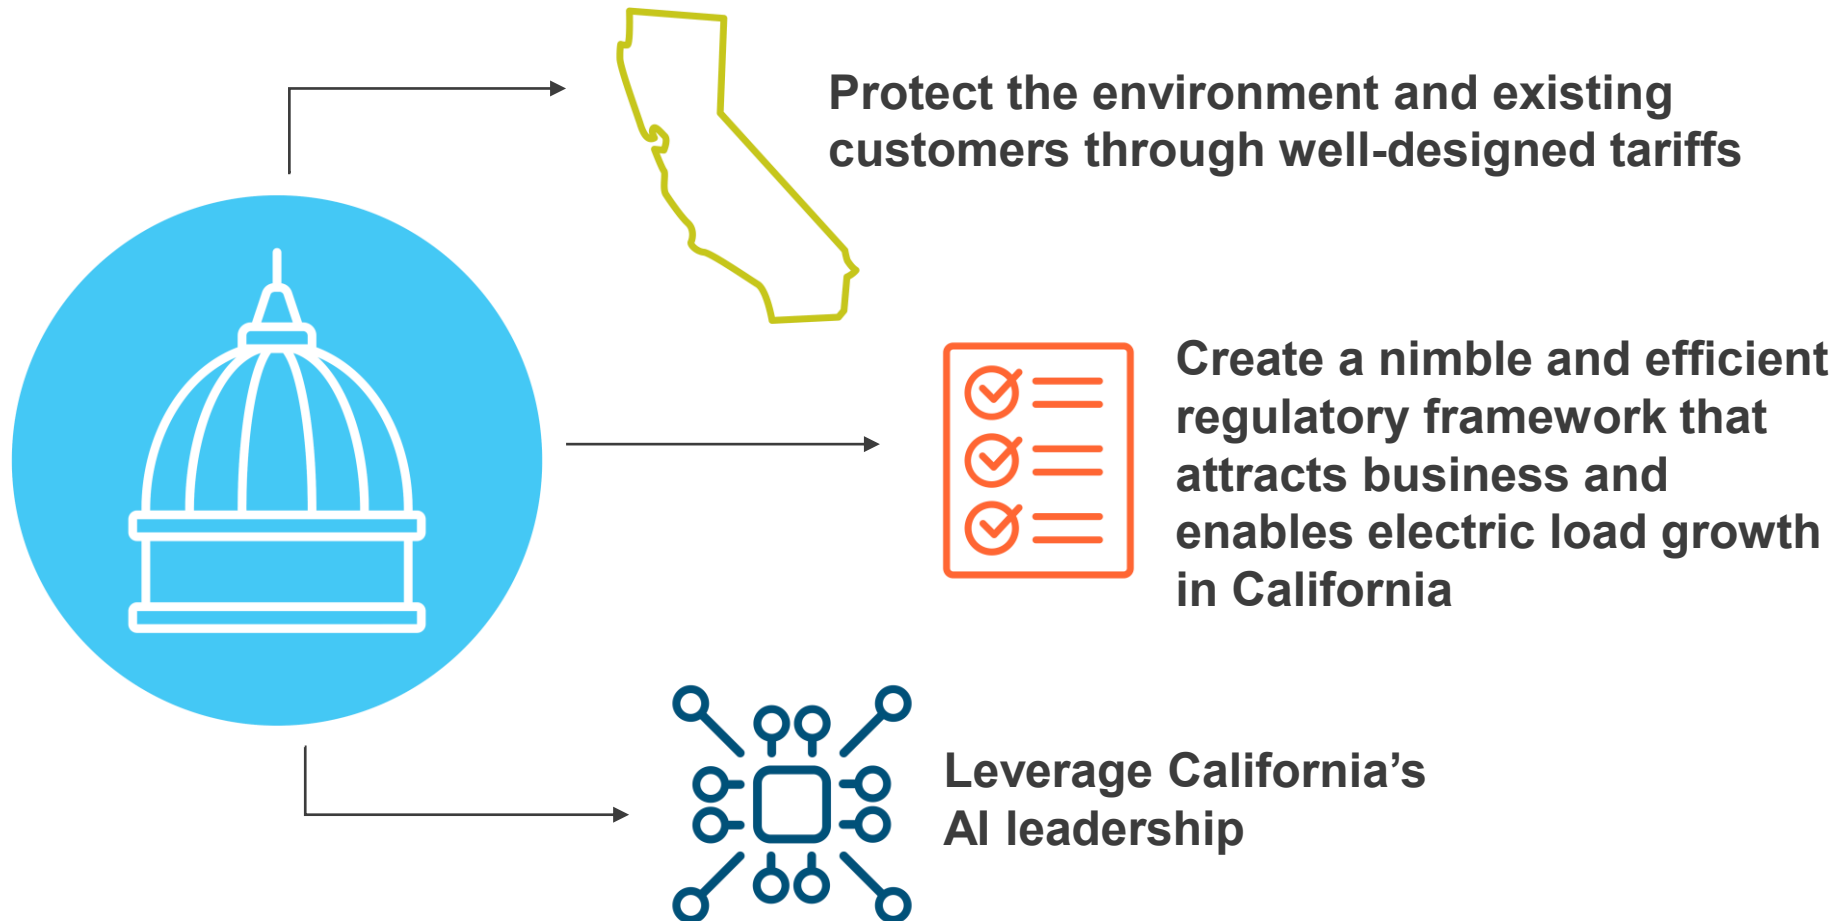 Protect the environment and existing
customers through well-designed tariffs
Create a nimble and efficient
regulatory framework that
attracts business and
enables electric load growth
in California
Leverage California’s
AI leadership